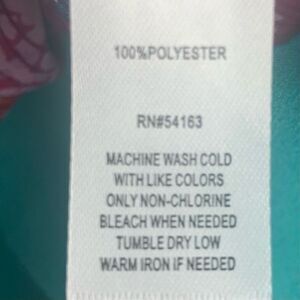 100%POLYESTER
RN#54163
MACHINE WASH COLD
WITH LIKE COLORS
ONLY NON-CHLORINE
BLEACH WHEN NEEDED
TUMBLE DRY LOW
WARM IRON IF NEEDED